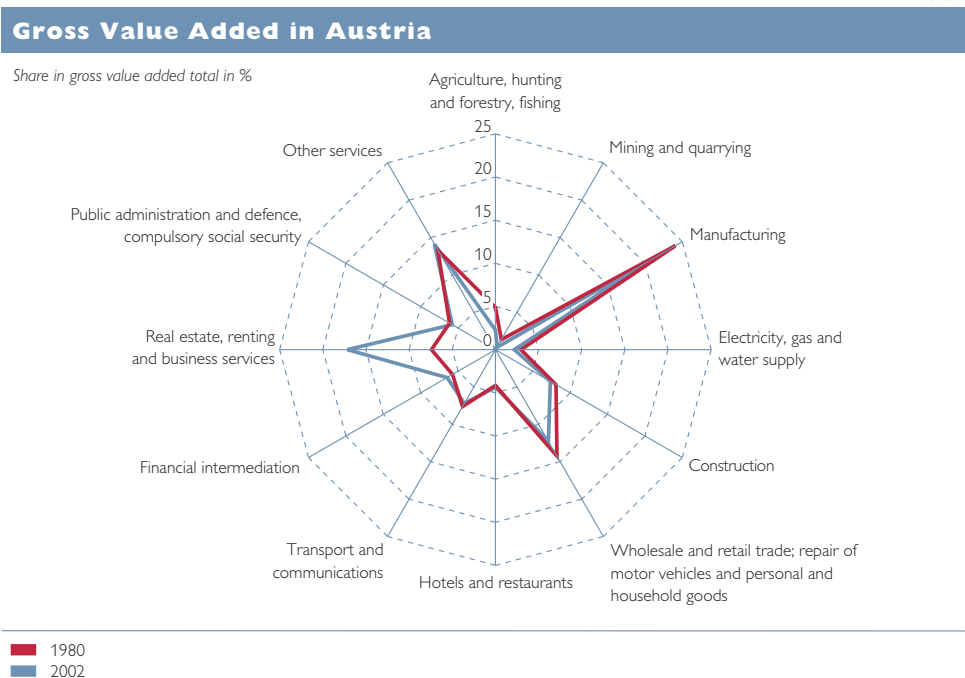 Gross Value Added in Austria
Share in gross value added total in %
Agriculture, hunting
and forestry, fishing
25
20
15
10
5
0
Mining and quarrying
Manufacturing
Electricity, gas and
water supply
Construction
Wholesale and retail trade; repair of
motor vehicles and personal and
household goods
Hotels and restaurants
Transport and
communications
Financial intermediation
Real estate, renting
and business services
Public administration and defence,
compulsory social security
Other services
1980
2002